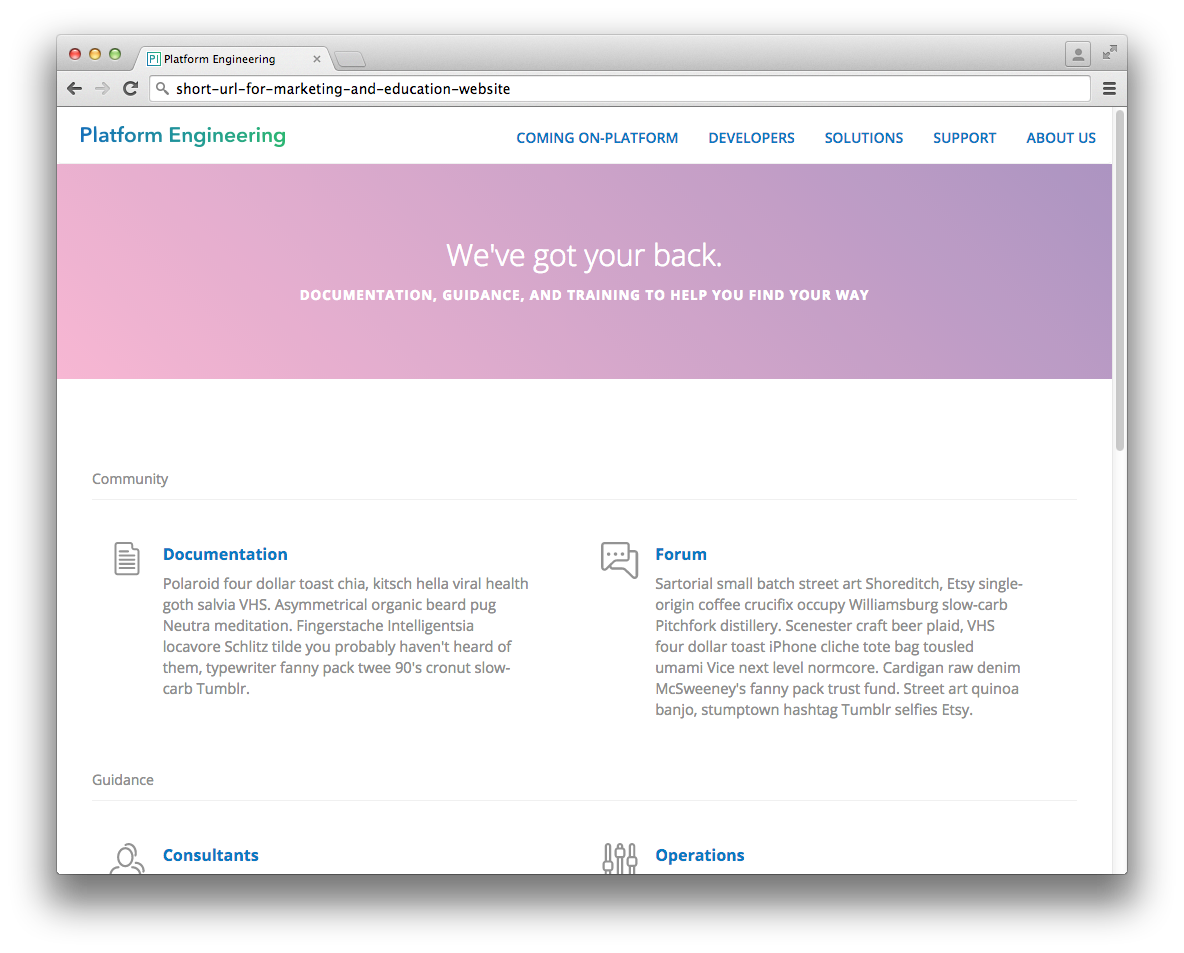 Pl Platform Engineering
short-url-for-marketing-and-education-website
Platform Engineering
COMING ON-PLATFORM DEVELOPERS SOLUTIONS SUPPORT ABOUT US
We've got your back.
DOCUMENTATION, GUIDANCE, AND TRAINING TO HELP YOU FIND YOUR WAY
Community
Documentation
Polaroid four dollar toast chia, kitsch hella viral health
goth salvia VHS. Asymmetrical organic beard pug
Neutra meditation. Fingerstache Intelligentsia
locavore Schlitz tilde you probably haven't heard of
them, typewriter fanny pack twee 90's cronut slow-
carb Tumblr.
Forum
Sartorial small batch street art Shoreditch, Etsy single-
origin coffee crucifix occupy Williamsburg slow-carb
Pitchfork distillery. Scenester craft beer plaid, VHS
four dollar toast iPhone cliche tote bag tousled
umami Vice next level normcore. Cardigan raw denim
McSweeney's fanny pack trust fund. Street art quinoa
banjo, stumptown hashtag Tumblr selfies Etsy.
Guidance
Consultants
Operations